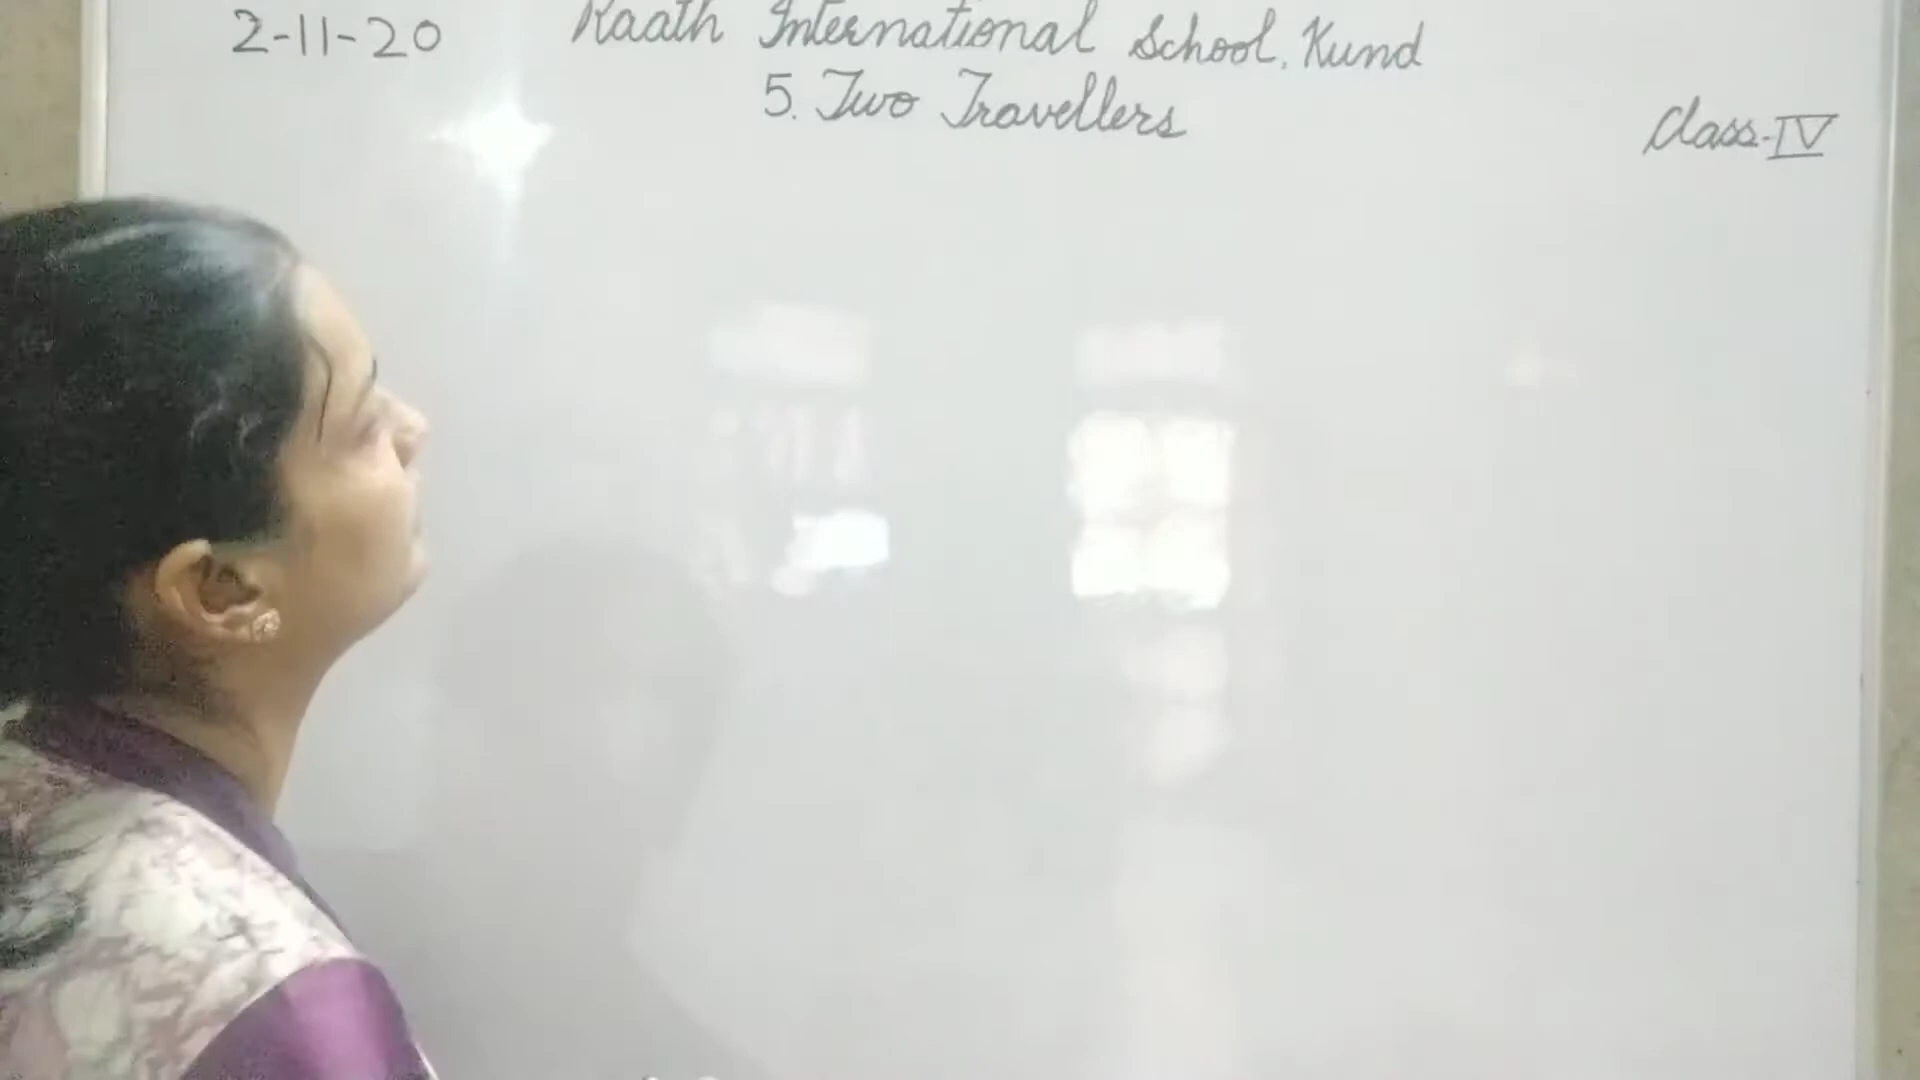 2-11-20 Raath International School, Kund
5. Two Travellers
Class-IV